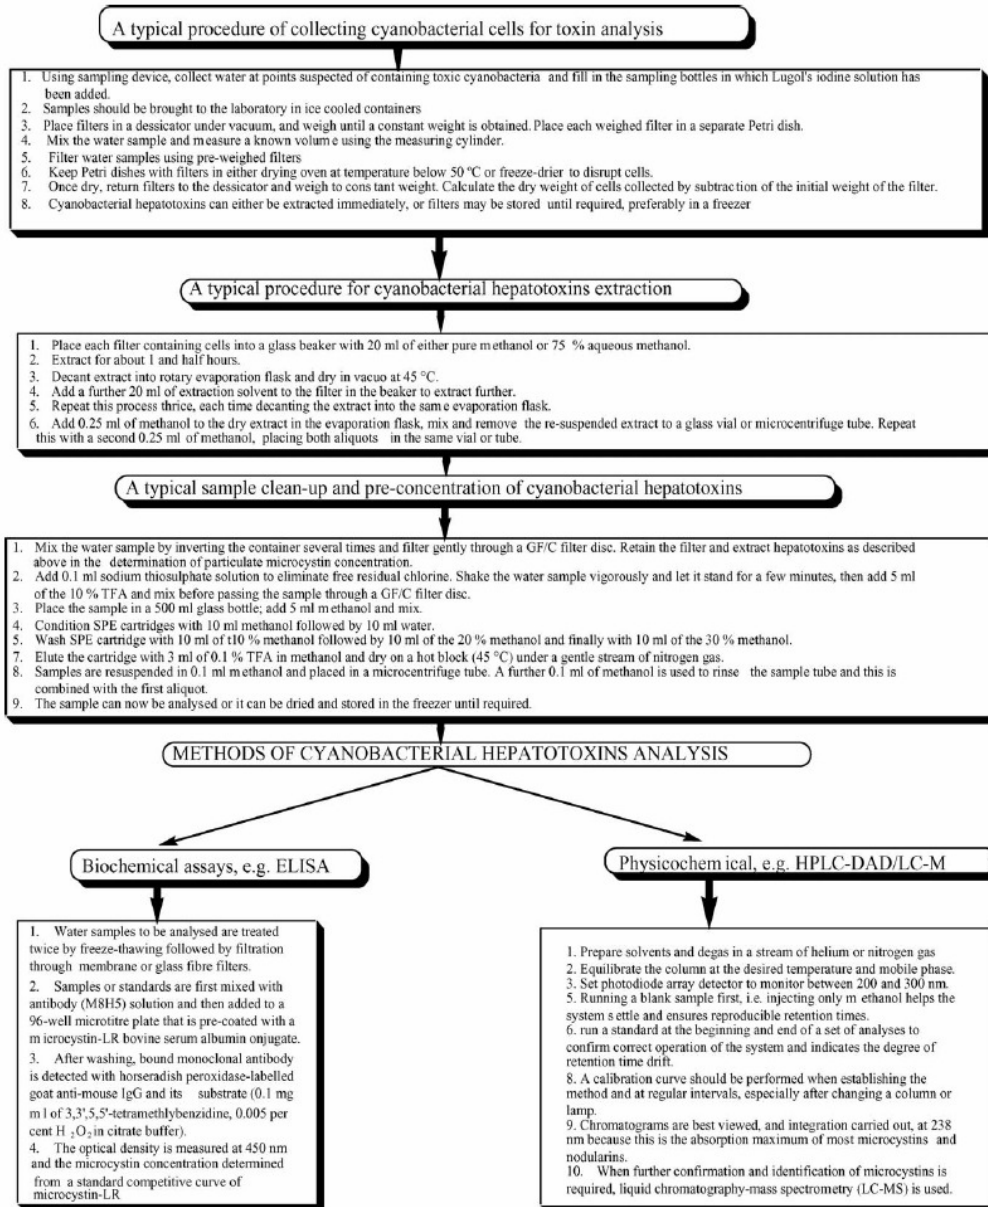 A typical procedure of collecting cyanobacterial cells for toxin analysis
1. Using sampling device, collect water at points suspected of containing toxic cyanobacteria and fill in the sampling bottles in which Lugol's iodine solution has
been added.
2. Samples should be brought to the laboratory in ice cooled containers
3. Place filters in a dessicator under vacuum, and weigh until a constant weight is obtained. Place each weighed filter in a separate Petri dish.
4. Mix the water sample and measure a known volume using the measuring cylinder.
5. Filter water samples using pre-weighed filters
6. Keep Petri dishes with filters in either drying oven at temperature below 50 °C or freeze-drier to disrupt cells.
7. Once dry, return filters to the dessicator and weigh to constant weight. Calculate the dry weight of cells collected by subtraction of the initial weight of the filter.
8. Cyanobacterial hepatotoxins can either be extracted immediately, or filters may be stored until required, preferably in a freezer
A typical procedure for cyanobacterial hepatotoxins extraction
1. Place each filter containing cells into a glass beaker with 20 ml of either pure methanol or 75 % aqueous methanol.
2. Extract for about 1 and half hours.
3. Decant extract into rotary evaporation flask and dry in vacuo at 45 °C.
4. Add a further 20 ml of extraction solvent to the filter in the beaker to extract further.
5. Repeat this process thrice, each time decanting the extract into the same evaporation flask.
6. Add 0.25 ml of methanol to the dry extract in the evaporation flask, mix and remove the re-suspended extract to a glass vial or microcentrifuge tube. Repeat
this with a second 0.25 ml of methanol, placing both aliquots in the same vial or tube.
A typical sample clean-up and pre-concentration of cyanobacterial hepatotoxins
1. Mix the water sample by inverting the container several times and filter gently through a GF/C filter disc. Retain the filter and extract hepatotoxins as described
above in the determination of particulate microcystin concentration.
2. Add 0.1 ml sodium thiosulphate solution to eliminate free residual chlorine. Shake the water sample vigorously and let it stand for a few minutes, then add 5 ml
of the 10 % TFA and mix before passing the sample through a GF/C filter disc.
3. Place the sample in a 500 ml glass bottle; add 5 ml methanol and mix.
4. Condition SPE cartridges with 10 ml methanol followed by 10 ml water.
5. Wash SPE cartridge with 10 ml of t10 % methanol followed by 10 ml of the 20 % methanol and finally with 10 ml of the 30 % methanol.
7. Elute the cartridge with 3 ml of 0.1 % TFA in methanol and dry on a hot block (45 °C) under a gentle stream of nitrogen gas.
8. Samples are resuspended in 0.1 ml methanol and placed in a microcentrifuge tube. A further 0.1 ml of methanol is used to rinse the sample tube and this is
combined with the first aliquot.
9. The sample can now be analysed or it can be dried and stored in the freezer until required.
METHODS OF CYANOBACTERIAL HEPATOTOXINS ANALYSIS
Biochemical assays, e.g. ELISA
1. Water samples to be analysed are treated
twice by freeze-thawing followed by filtration
through membrane or glass fibre filters.
2. Samples or standards are first mixed with
antibody (M8H5) solution and then added to a
96-well microtitre plate that is pre-coated with a
microcystin-LR bovine serum albumin onjugate.
3. After washing, bound monoclonal antibody
is detected with horseradish peroxidase-labelled
goat anti-mouse IgG and its substrate (0.1 mg
ml of 3,3',5,5'-tetramethlybenzidine, 0.005 per
cent H2O2 in citrate buffer).
4. The optical density is measured at 450 nm
and the microcystin concentration determined
from a standard competitive curve of
microcystin-LR
Physicochemical, e.g. HPLC-DAD/LC-M
1. Prepare solvents and degas in a stream of helium or nitrogen gas
2. Equilibrate the column at the desired temperature and mobile phase.
3. Set photodiode array detector to monitor between 200 and 300 nm.
5. Running a blank sample first, i.e. injecting only methanol helps the
system settle and ensures reproducible retention times.
6. run a standard at the beginning and end of a set of analyses to
confirm correct operation of the system and indicates the degree of
retention time drift.
8. A calibration curve should be performed when establishing the
method and at regular intervals, especially after changing a column or
lamp.
9. Chromatograms are best viewed, and integration carried out, at 238
nm because this is the absorption maximum of most microcystins and
nodularins.
10. When further confirmation and identification of microcystins is
required, liquid chromatography-mass spectrometry (LC-MS) is used.